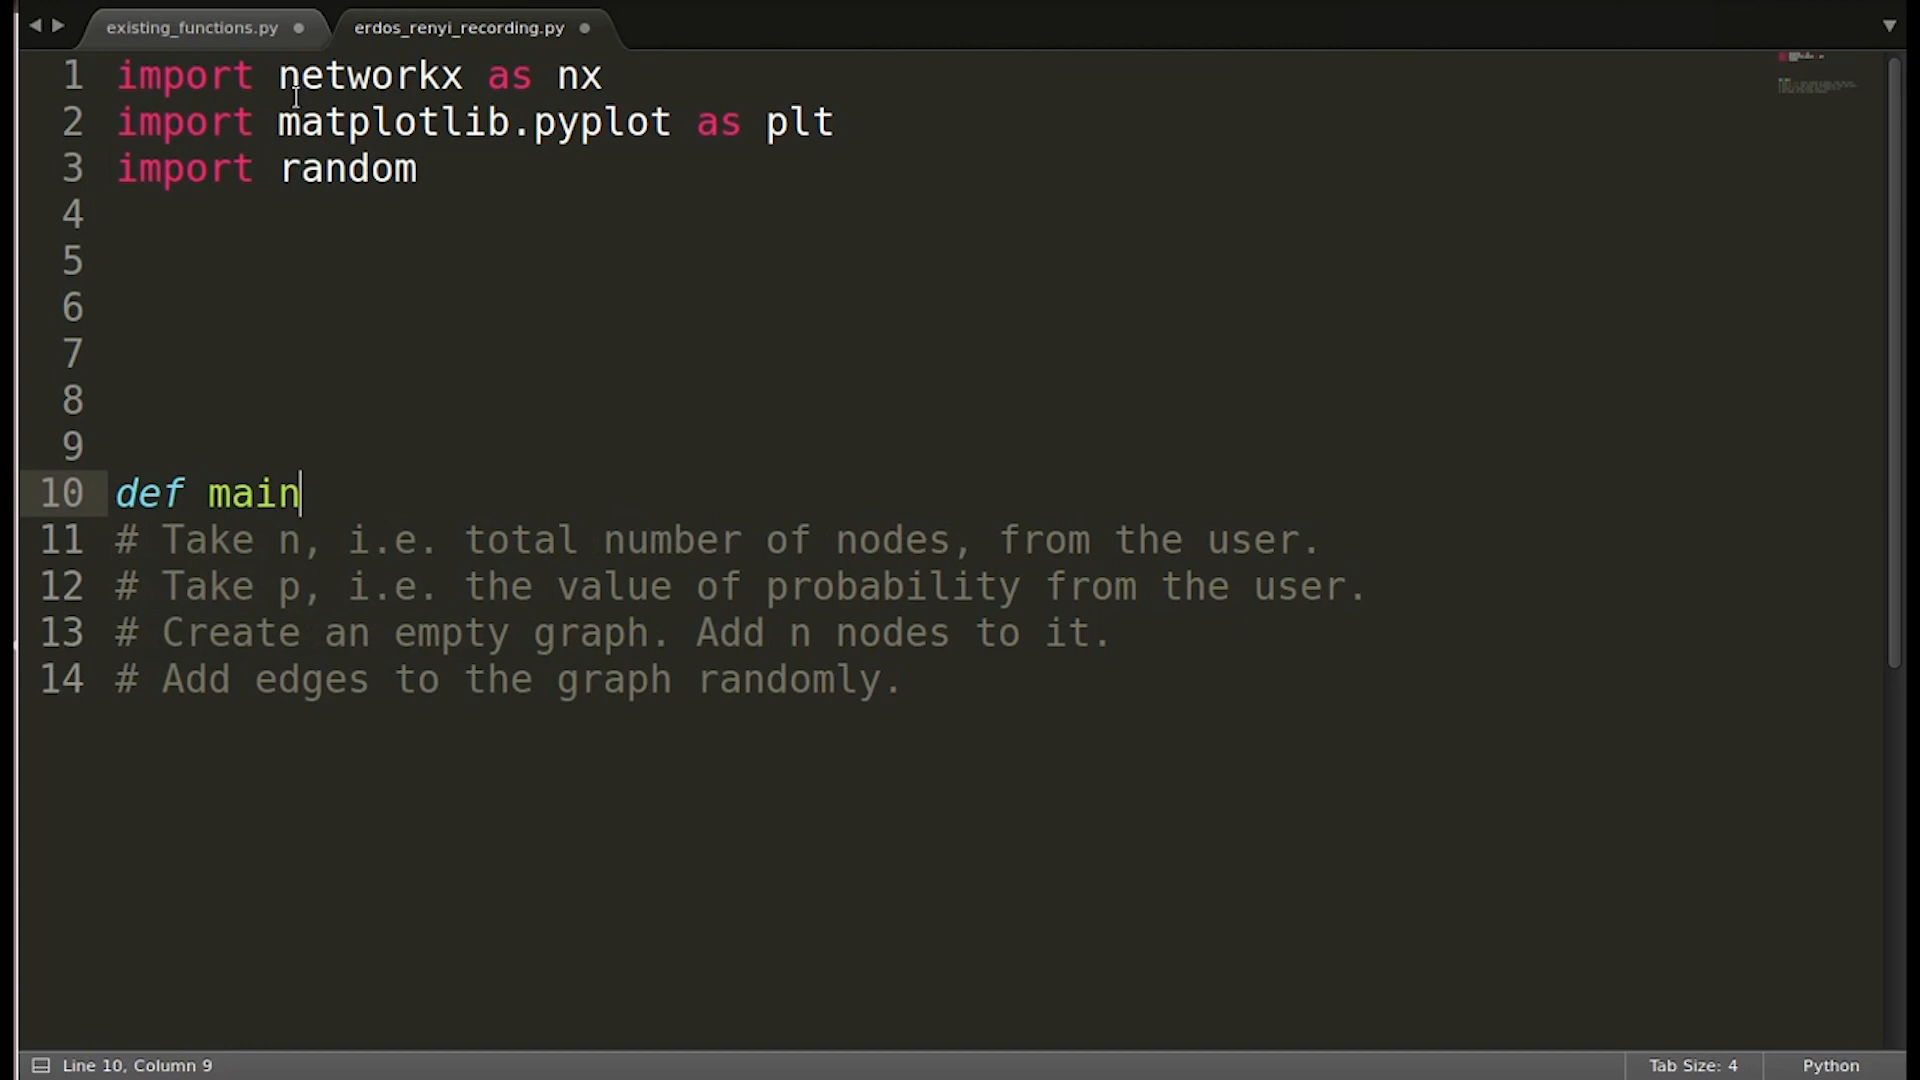 existing_functions.py
erdos_renyi_recording.py
1 import networkx as nx
2 import matplotlib.pyplot as plt
3 import random
4
5
6
7
8
9
10 def main
11 # Take n, i.e. total number of nodes, from the user.
12 # Take p, i.e. the value of probability from the user.
13 # Create an empty graph. Add n nodes to it.
14 # Add edges to the graph randomly.
Line 10, Column 9
Tab Size: 4
Python